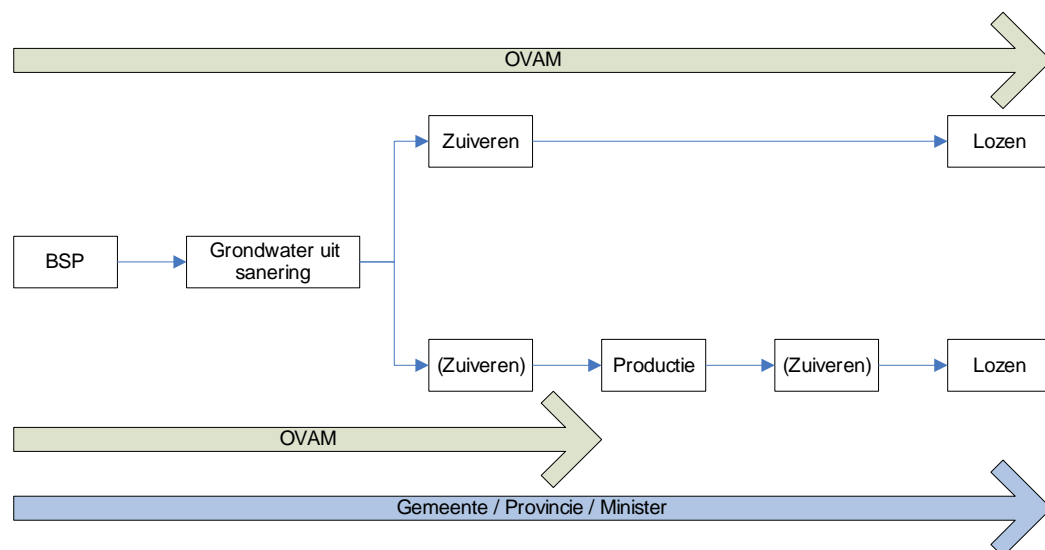 OVAM
Zuiveren
Lozen
BSP
Grondwater uit
sanering
(Zuiveren)
Productie
(Zuiveren)
Lozen
OVAM
Gemeente / Provincie / Minister